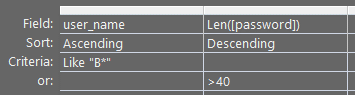 Field: user_name Len([password])
Sort: Ascending Descending
Criteria: Like "B*"
or: >40